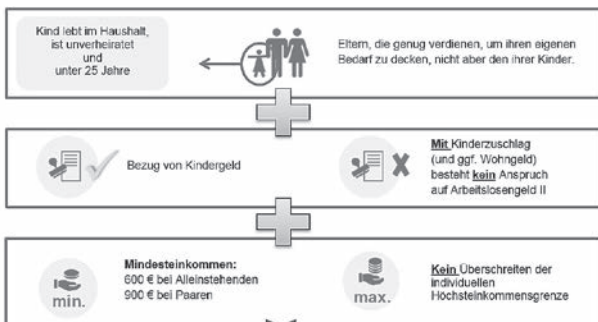 Kind lebt im Haushalt,
ist unverheiratet
und
unter 25 Jahre
Eltern, die genug verdienen, um ihren eigenen
Bedarf zu decken, nicht aber den ihrer Kinder.
Bezug von Kindergeld
Mit Kinderzuschlag
(und ggf. Wohngeld)
besteht kein Anspruch
auf Arbeitslosengeld II
min.
Mindesteinkommen:
600 € bei Alleinstehenden
900 € bei Paaren
max.
Kein Überschreiten der
individuellen
Höchsteinkommensgrenze